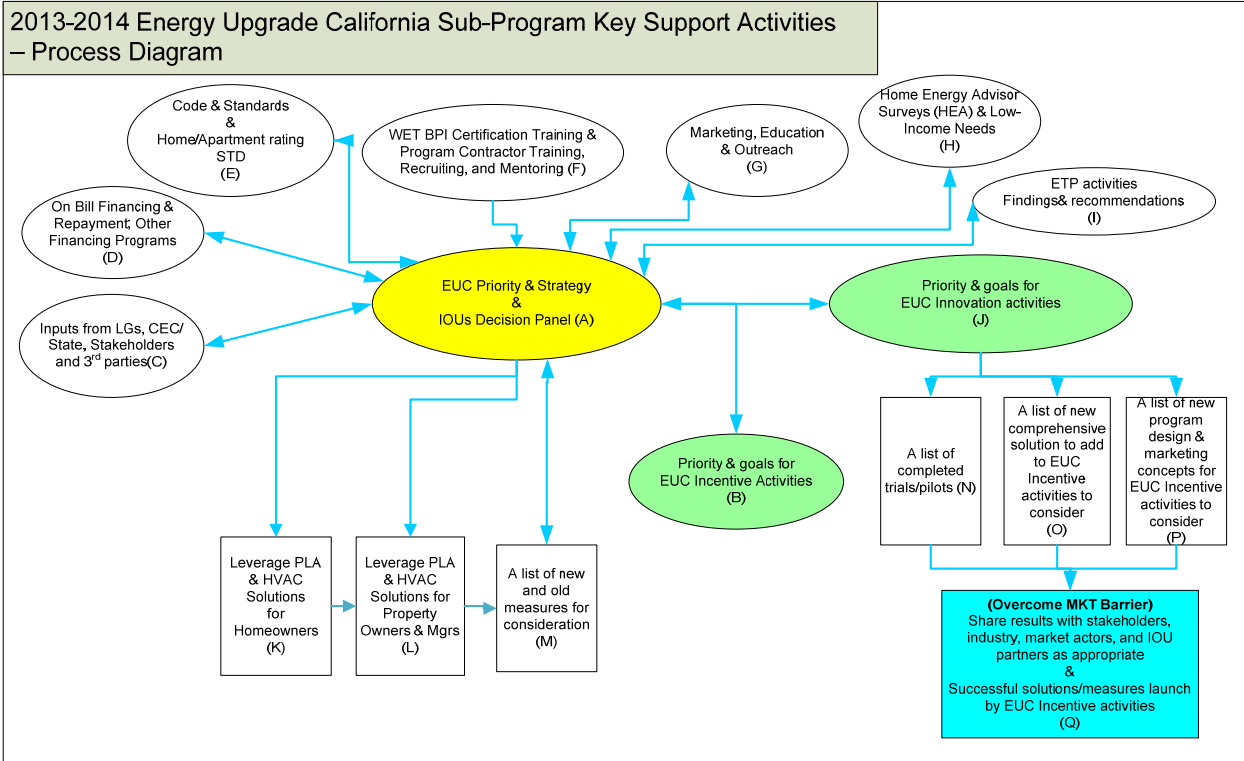 2013-2014 Energy Upgrade California Sub-Program Key Support Activities
– Process Diagram
Code & Standards
&
Home/Apartment rating
STD
(E)
WET BPI Certification Training &
Program Contractor Training,
Recruiting, and Mentoring (F)
Marketing, Education
& Outreach
(G)
Home Energy Advisor
Surveys (HEA) & Low-
Income Needs
(H)
ETP activities
Findings& recommendations
(I)
On Bill Financing &
Repayment; Other
Financing Programs
(D)
Inputs from LGs, CEC/
State, Stakeholders
and 3rd parties(C)
EUC Priority & Strategy
&
IOUs Decision Panel (A)
Priority & goals for
EUC Innovation activities
(J)
Priority & goals for
EUC Incentive Activities
(B)
Leverage PLA
& HVAC
Solutions
for
Homeowners
(K)
Leverage PLA
& HVAC
Solutions for
Property
Owners & Mgrs
(L)
A list of new
and old
measures for
consideration
(M)
A list of
completed
trials/pilots (N)
A list of new
comprehensive
solution to add
to EUC
Incentive
activities to
consider
(O)
A list of new
program
design &
marketing
concepts for
EUC Incentive
activities to
consider
(P)
(Overcome MKT Barrier)
Share results with stakeholders,
industry, market actors, and IOU
partners as appropriate
&
Successful solutions/measures launch
by EUC Incentive activities
(Q)